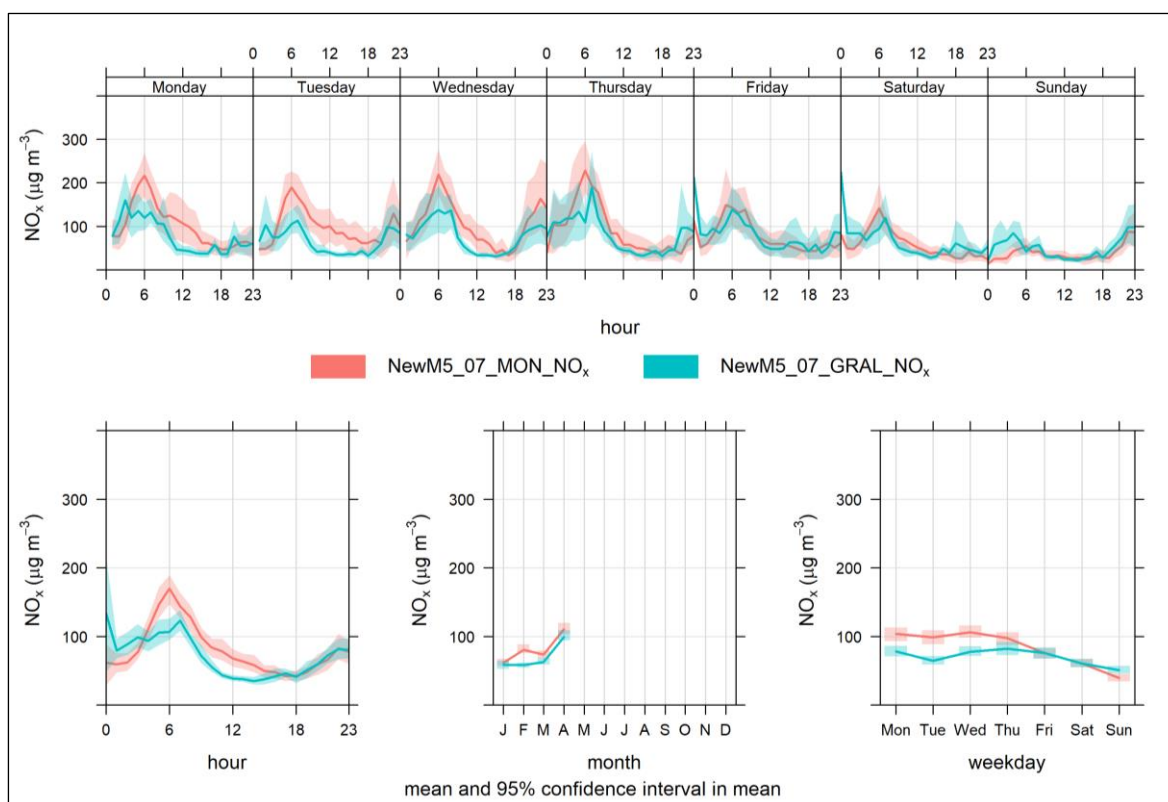 0 6 12 18 23 0 6 12 18 23 0 6 12 18 23
Monday Tuesday Wednesday Thursday Friday Saturday Sunday
NOx (μg m−3)
300
200
100
0 6 12 18 23 0 6 12 18 23 0 6 12 18 23 0 6 12 18 23
hour
NewM5_07_MON_NOx NewM5_07_GRAL_NOx
NOx (μg m−3)
300
200
100
0 6 12 18 23
hour
NOx (μg m−3)
300
200
100
J F M A M J J A S O N D
month
NOx (μg m−3)
300
200
100
Mon Tue Wed Thu Fri Sat Sun
weekday
mean and 95% confidence interval in mean